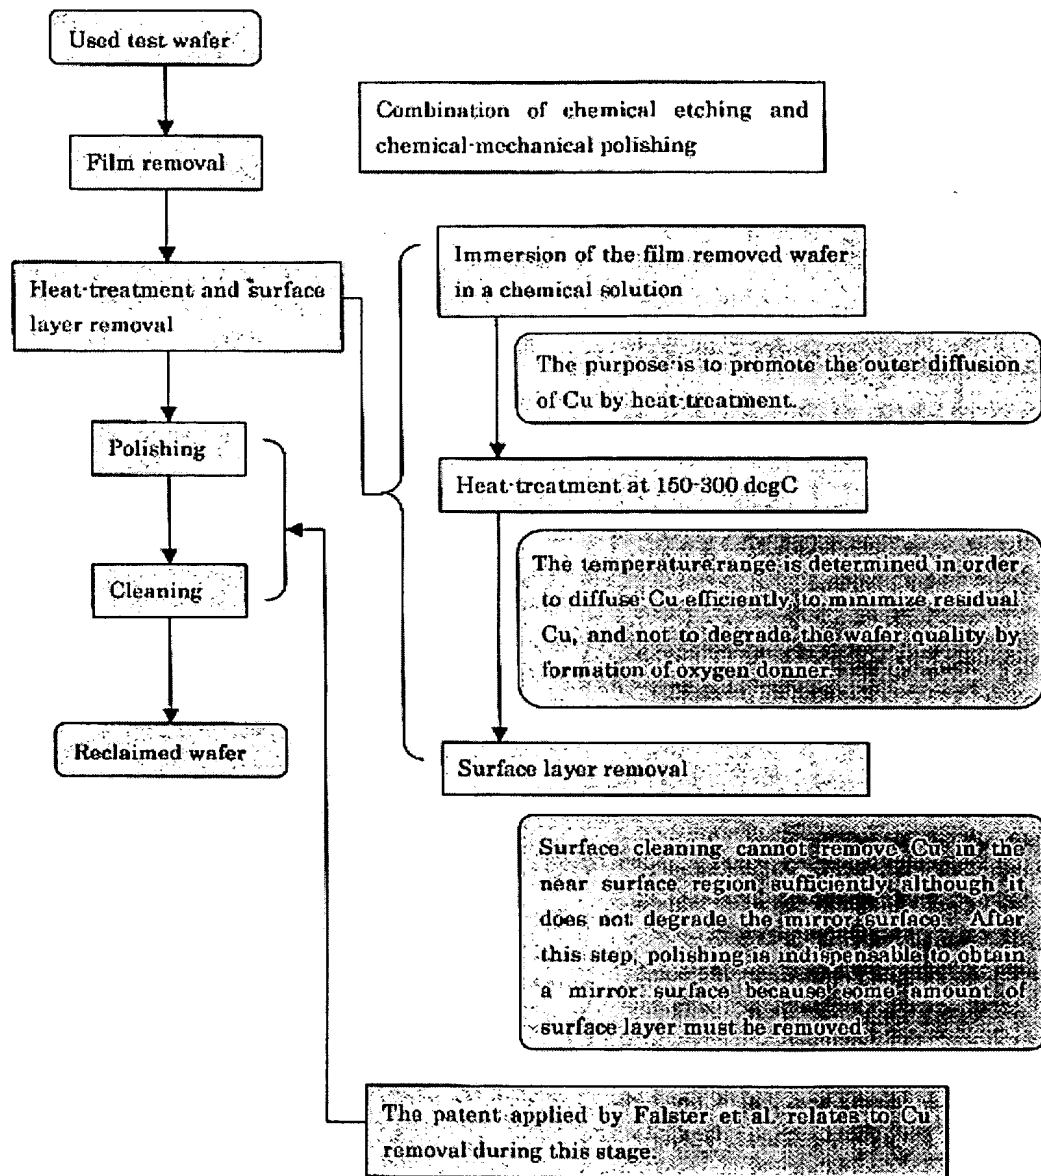 Used test wafer
Combination of chemical etching and
chemical-mechanical polishing
Film removal
Heat-treatment and surface
layer removal
Immersion of the film removed wafer
in a chemical solution
The purpose is to promote the outer diffusion
of Cu by heat-treatment.
Polishing
Heat-treatment at 150-300 degC
Cleaning
The temperature range is determined in order
to diffuse Cu efficiently, to minimize residual
Cu, and not to degrade the wafer quality by
formation of oxygen donner.
Reclaimed wafer
Surface layer removal
Surface cleaning cannot remove Cu in the
near surface region sufficiently although it
does not degrade the mirror surface. After
this step, polishing is indispensable to obtain
a mirror surface because some amount of
surface layer must be removed.
The patent applied by Falster et al. relates to Cu
removal during this stage.